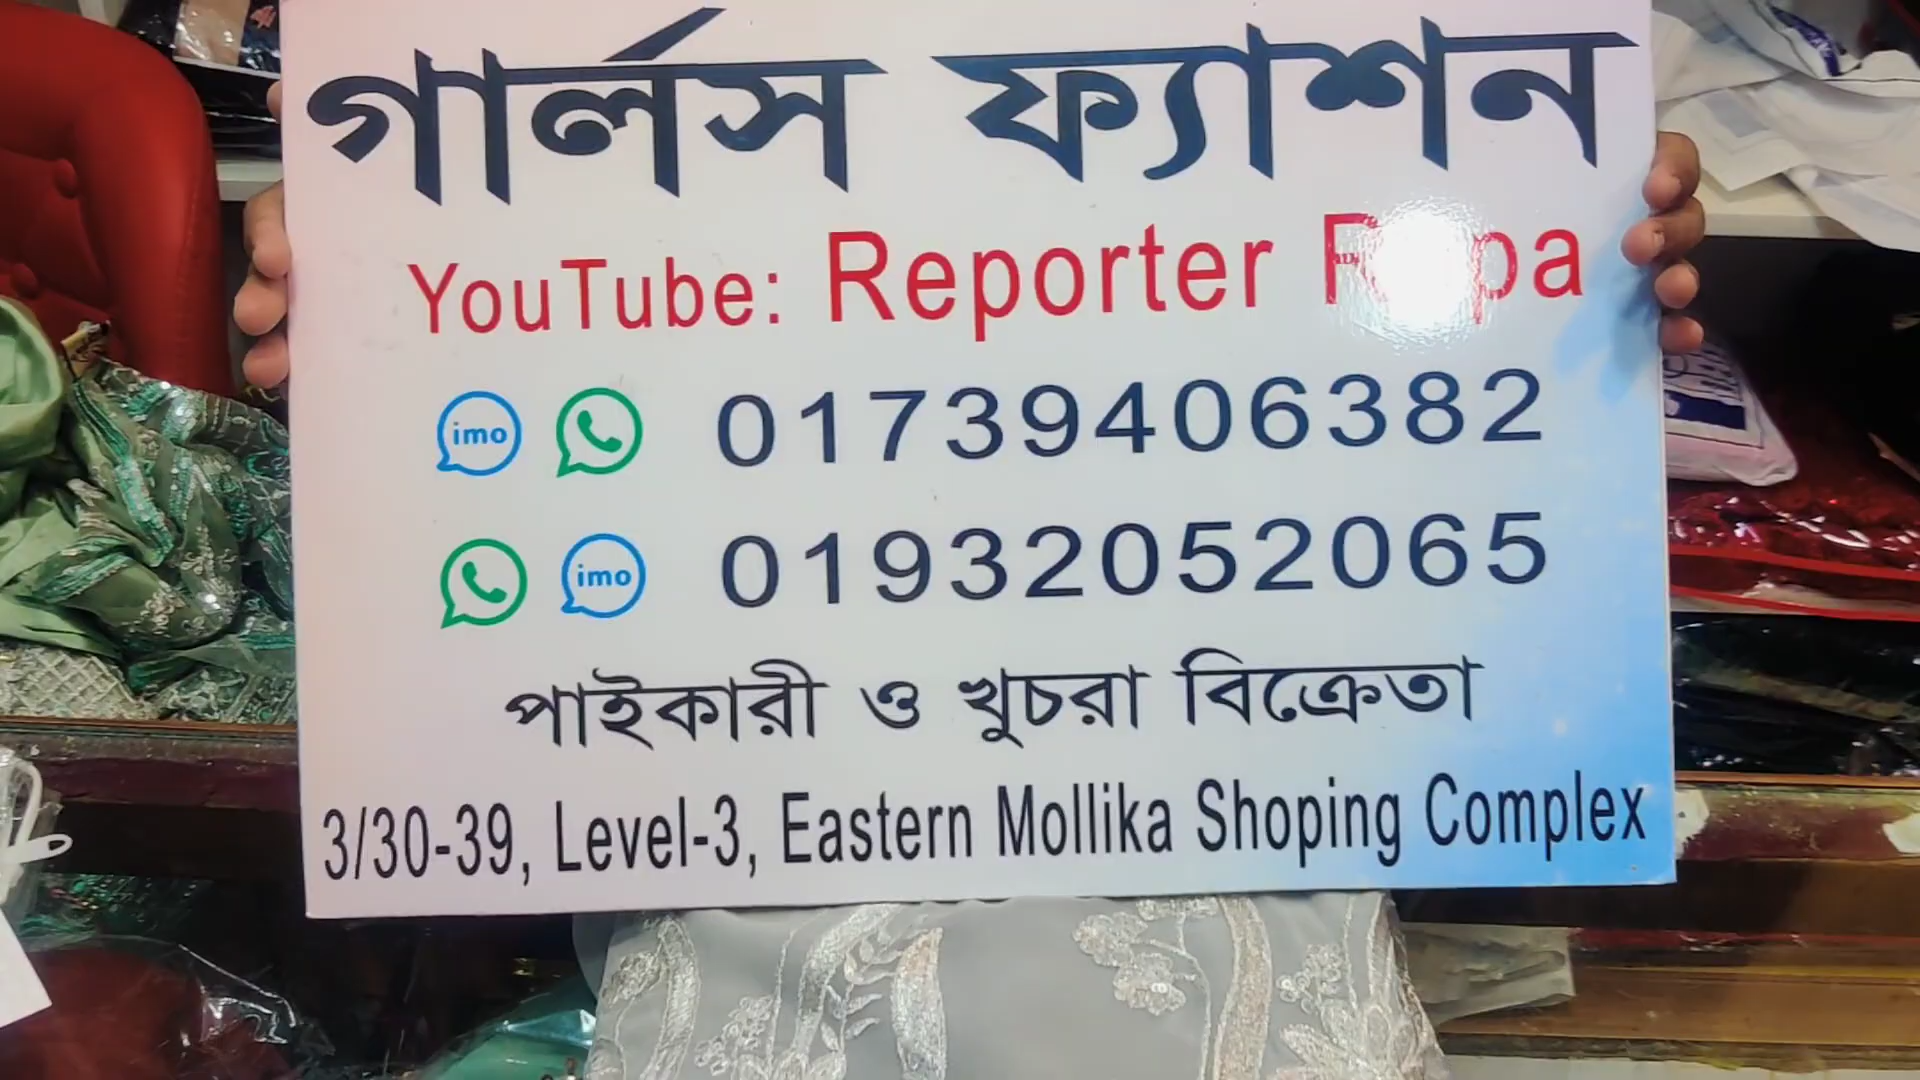 গার্লস ফ্যাশন
YouTube: Reporter
imo 01739406382
imo 01932052065
পাইকারী ও খুচরা বিক্রেতা
3/30-39, Level-3, Eastern Mollika Shoping Complex